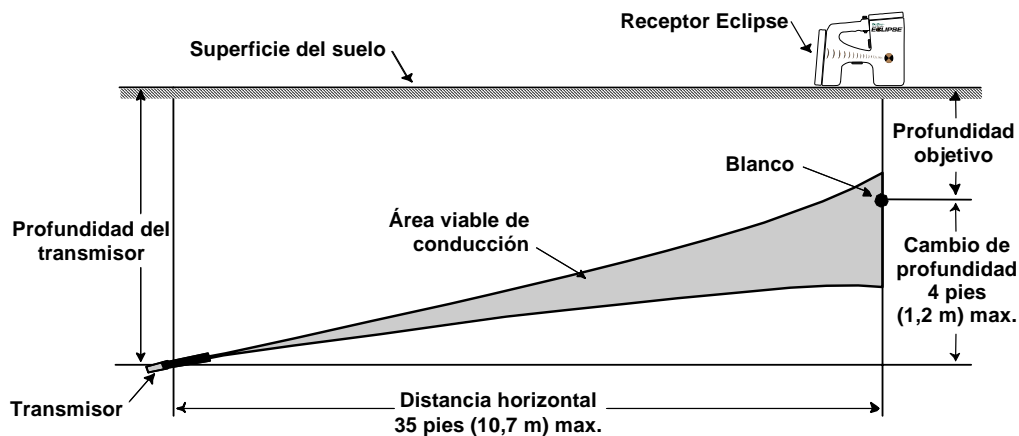 Receptor Eclipse
ECLIPSE
Superficie del suelo
Profundidad
objetivo
Blanco
Profundidad del
transmisor
Área viable de
conducción
Cambio de
profundidad
4 pies
(1,2 m) max.
Transmisor
Distancia horizontal
35 pies (10,7 m) max.